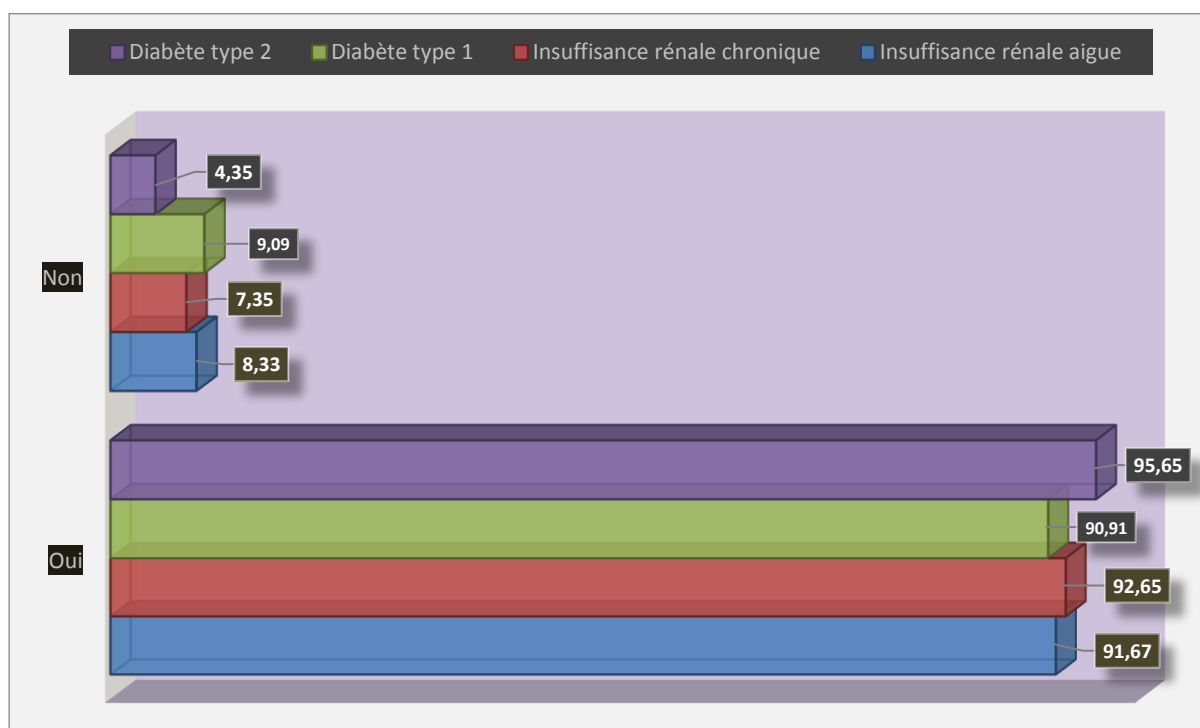 Diabète type 2 Diabète type 1 Insuffisance rénale chronique Insuffisance rénale aigue
4,35
9,09
Non
7,35
8,33
95,65
90,91
Oui
92,65
91,67